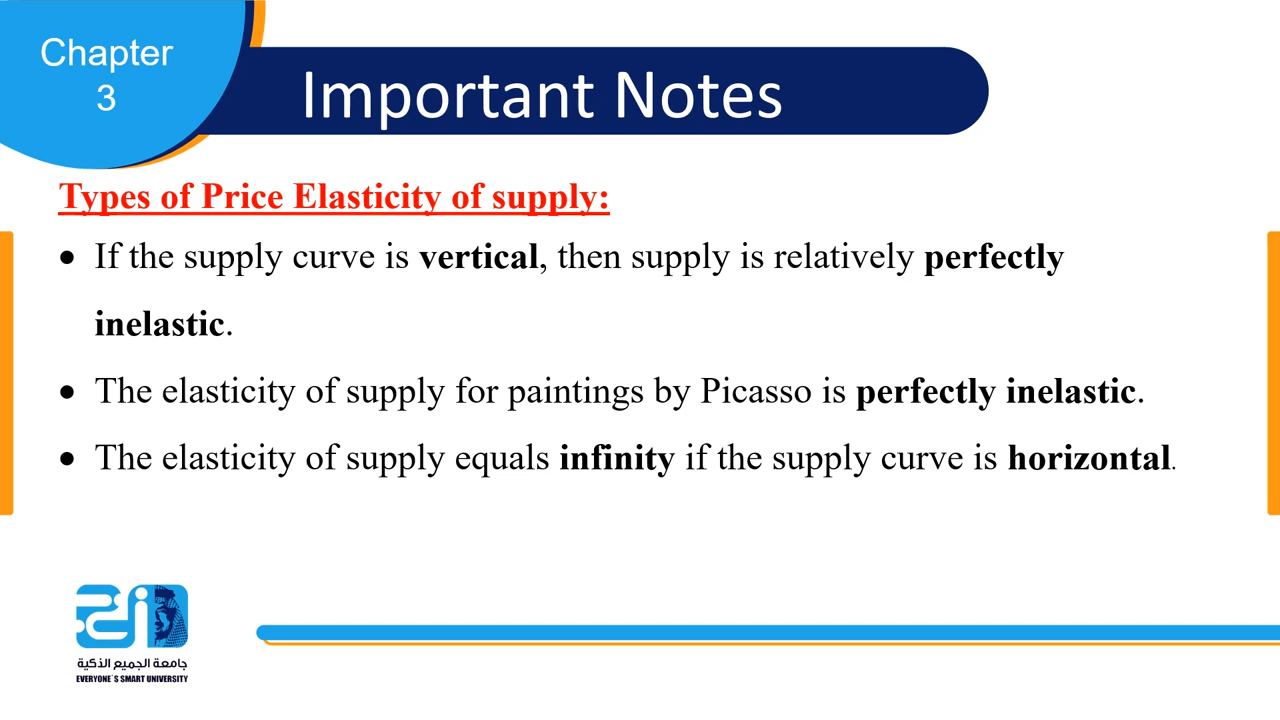 Chapter
3
Important Notes
Types of Price Elasticity of supply:
• If the supply curve is vertical, then supply is relatively perfectly
inelastic.
• The elasticity of supply for paintings by Picasso is perfectly inelastic.
• The elasticity of supply equals infinity if the supply curve is horizontal.
جامعة الجميع الذكية
EVERYONE`S SMART UNIVERSITY